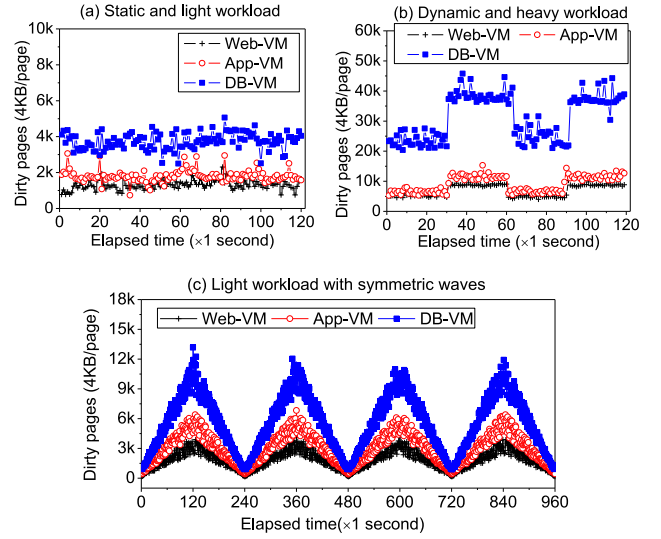 (a) Static and light workload
Dirty pages (4KB/page)
10k
8k
6k
4k
2k
0
Web-VM
App-VM
DB-VM
0 20 40 60 80 100 120
Elapsed time (×1 second)
(b) Dynamic and heavy workload
Dirty pages (4KB/page)
60k
50k
40k
30k
20k
10k
0
Web-VM App-VM
DB-VM
0 20 40 60 80 100 120
Elapsed time (×1 second)
(c) Light workload with symmetric waves
Dirty pages (4KB/page)
18k
15k
12k
9k
6k
3k
0
Web-VM App-VM DB-VM
0 120 240 360 480 600 720 840 960
Elapsed time(×1 second)